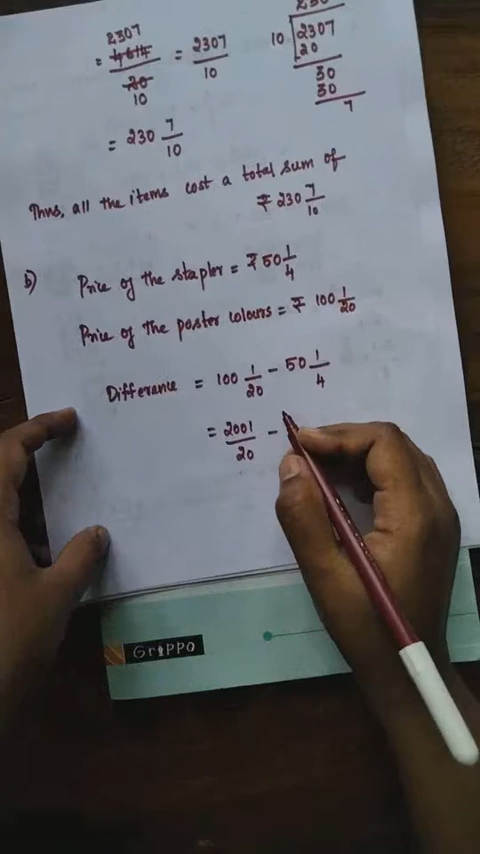 2307
= 4614/20 = 2307/10
10
230
10 2307
20
30
30
7
= 230 7/10
Thus, all the items cost a total sum of
₹ 230 7/10
b) Price of the stapler = ₹ 50 1/4
Price of the poster colours = ₹ 100 1/20
Difference = 100 1/20 - 50 1/4
= 2001/20 -
Grippo